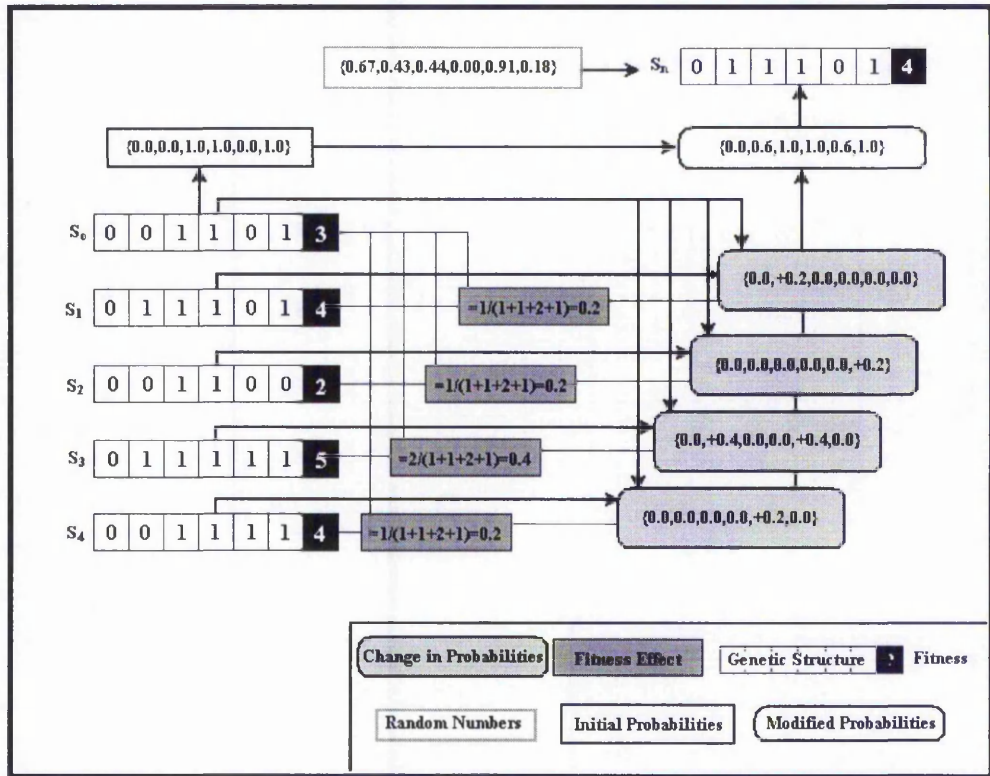 {0.67,0.43,0.44,0.00,0.91,0.18}
Sn 0 1 1 1 0 1 4
{0.0,0.0,1.0,1.0,0.0,1.0}
{0.0,0.6,1.0,1.0,0.6,1.0}
So 0 0 1 1 0 1 3
{0.0,+0.2,0.0,0.0,0.0,0.0}
S1 0 1 1 1 0 1 4
=1/(1+1+2+1)=0.2
{0.0,0.0,0.0,0.0,0.0,+0.2}
S2 0 0 1 1 0 0 2
=1/(1+1+2+1)=0.2
{0.0,+0.4,0.0,0.0,+0.4,0.0}
S3 0 1 1 1 1 1 5
=2/(1+1+2+1)=0.4
{0.0,0.0,0.0,0.0,+0.2,0.0}
S4 0 0 1 1 1 1 4
=1/(1+1+2+1)=0.2
Change in Probabilities
Fitness Effect
Genetic Structure ? Fitness
Random Numbers
Initial Probabilities
Modified Probabilities